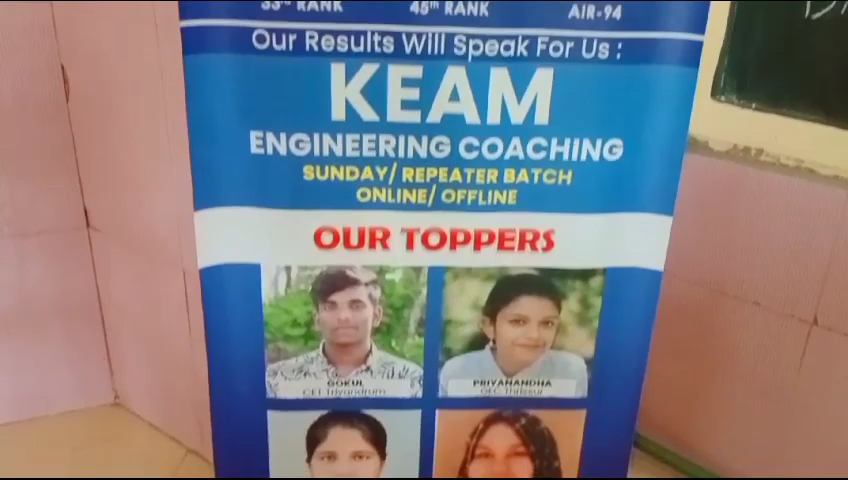 33rd RANK 45th RANK AIR-94
Our Results Will Speak For Us :
KEAM
ENGINEERING COACHING
SUNDAY/ REPEATER BATCH
ONLINE/ OFFLINE
OUR TOPPERS
GOKUL PRIYANANDHA
CET Trivandrum GEC Thrissur